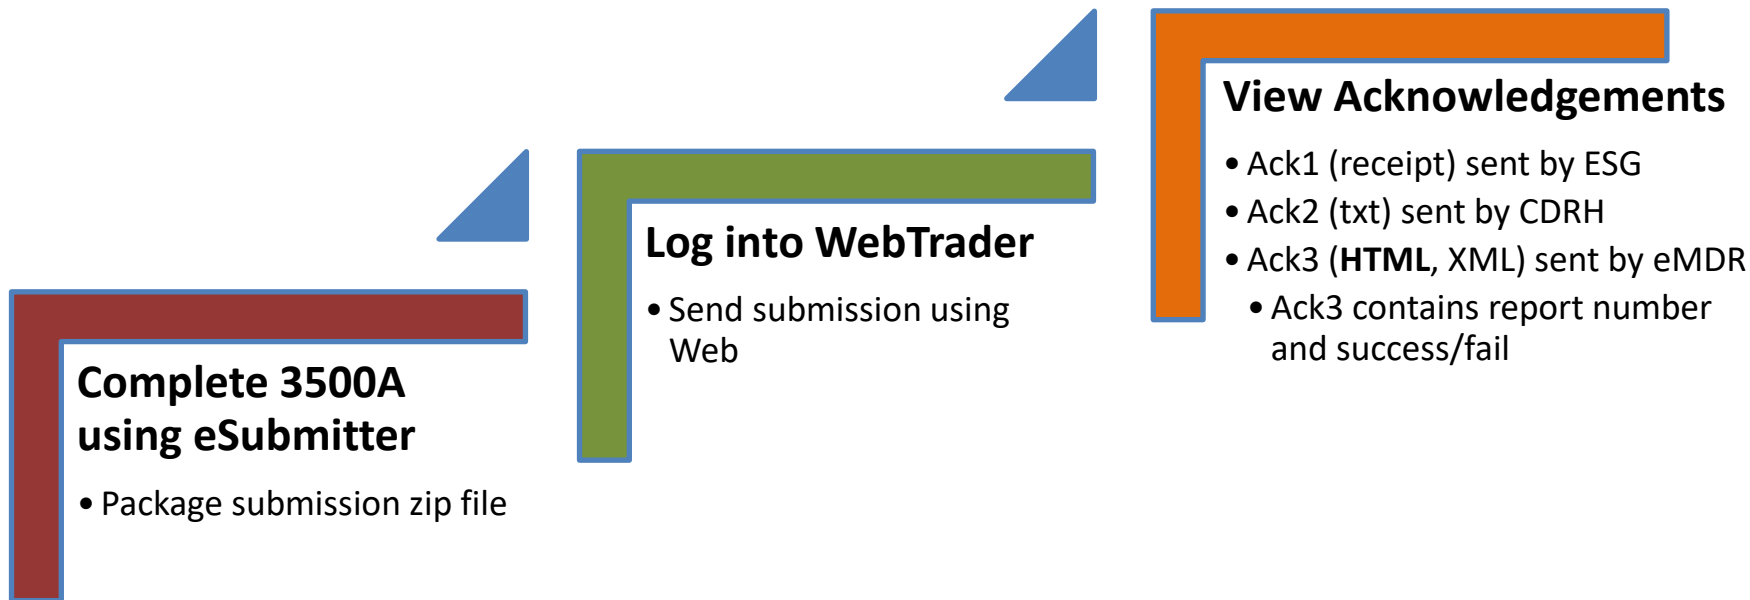 Complete 3500A
using eSubmitter
• Package submission zip file
Log into WebTrader
• Send submission using
Web
View Acknowledgements
• Ack1 (receipt) sent by ESG
• Ack2 (txt) sent by CDRH
• Ack3 (HTML, XML) sent by eMDR
• Ack3 contains report number
and success/fail